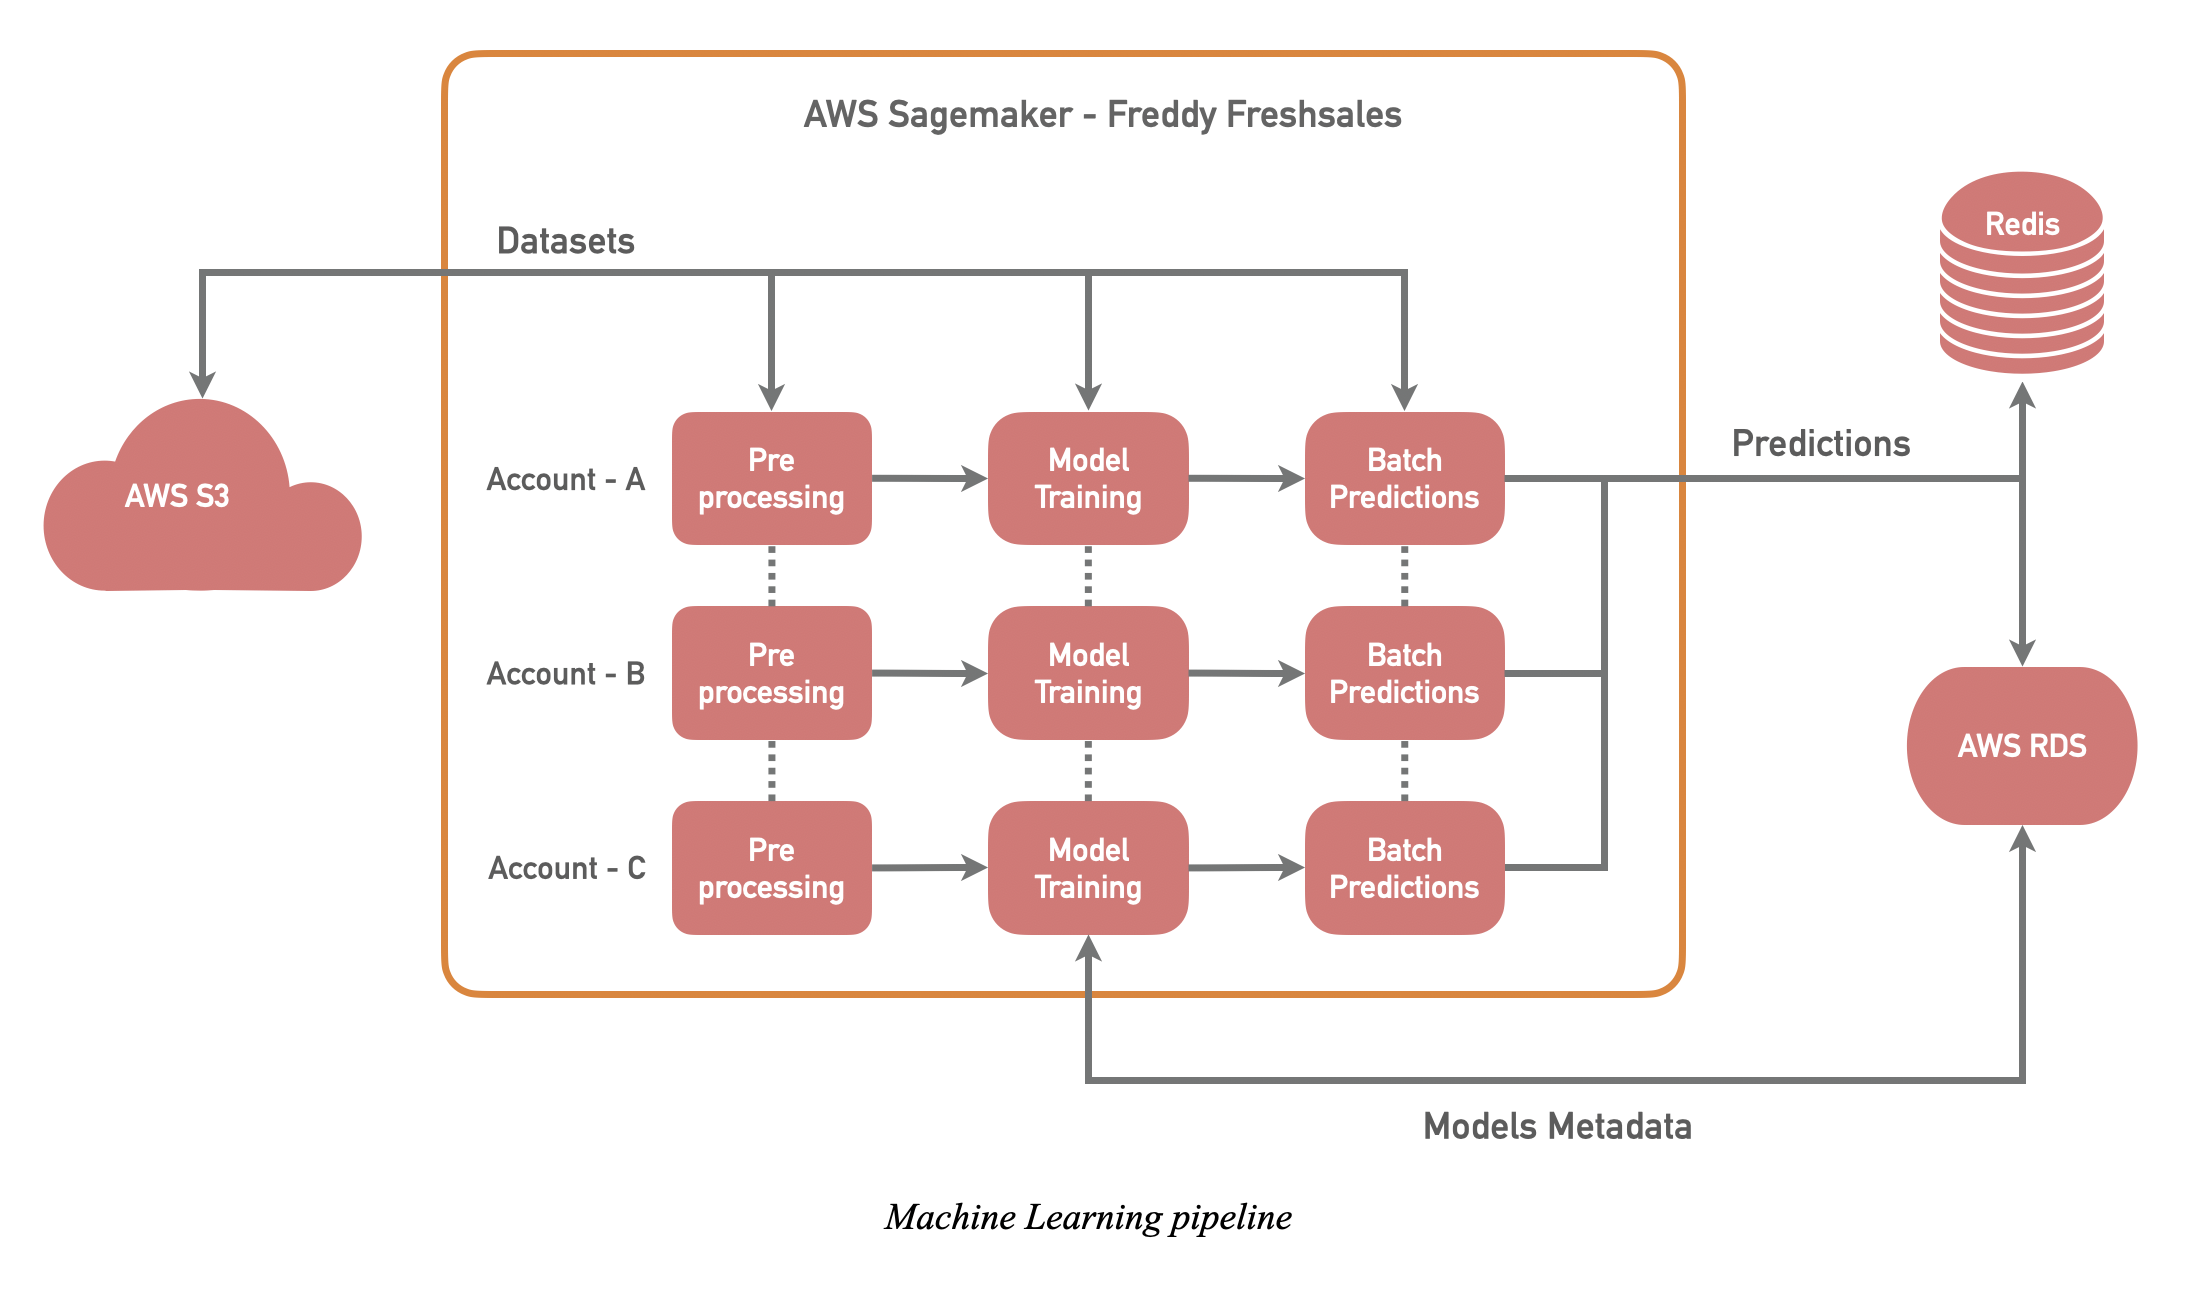 AWS Sagemaker - Freddy Freshsales
Datasets
Redis
AWS S3
Account - A
Pre
processing
Model
Training
Batch
Predictions
Predictions
Account - B
Pre
processing
Model
Training
Batch
Predictions
AWS RDS
Account - C
Pre
processing
Model
Training
Batch
Predictions
Models Metadata
Machine Learning pipeline